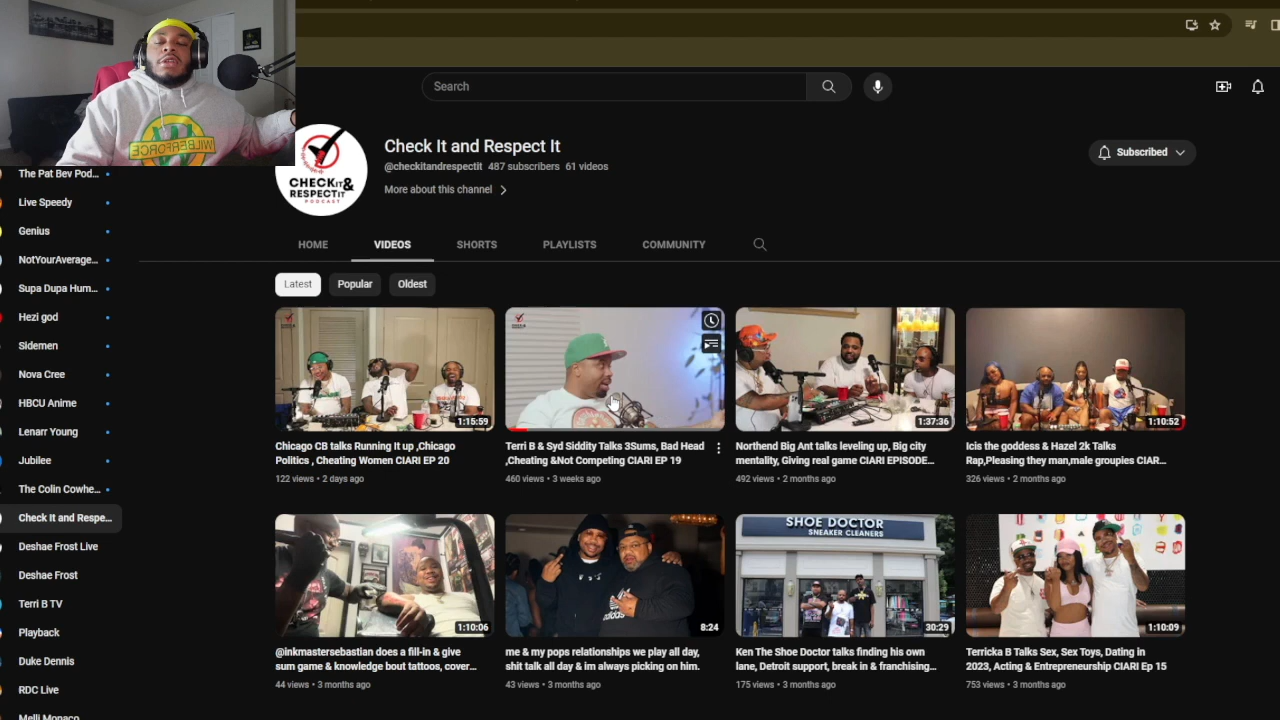 WILBERFORCE
Search
Check It and Respect It
@checkitandrespectit 487 subscribers 61 videos
More about this channel
Subscribed
CHECKIT&
RESPECTIT
PODCAST
HOME VIDEOS SHORTS PLAYLISTS COMMUNITY
Latest Popular Oldest
The Pat Bev Pod...
Live Speedy
Genius
NotYourAverage...
Supa Dupa Hum...
Hezi god
Sidemen
Nova Cree
HBCU Anime
Lenarr Young
Jubilee
The Colin Cowhe...
Check It and Respe...
Deshae Frost Live
Deshae Frost
Terri B TV
Playback
Duke Dennis
RDC Live
Melli Monaco
1:15:59
Chicago CB talks Running It up ,Chicago
Politics , Cheating Women CIARI EP 20
122 views • 2 days ago
Terri B & Syd Siddity Talks 3Sums, Bad Head
,Cheating &Not Competing CIARI EP 19
460 views • 3 weeks ago
1:37:36
Northend Big Ant talks leveling up, Big city
mentality, Giving real game CIARI EPISODE...
492 views • 2 months ago
1:10:52
Icis the goddess & Hazel 2k Talks
Rap,Pleasing they man,male groupies CIAR...
326 views • 2 months ago
1:10:06
@inkmastersebastian does a fill-in & give
sum game & knowledge bout tattoos, cover...
44 views • 3 months ago
adidas
8:24
me & my pops relationships we play all day,
shit talk all day & im always picking on him.
43 views • 3 months ago
SHOE DOCTOR
SNEAKER CLEANERS
30:29
Ken The Shoe Doctor talks finding his own
lane, Detroit support, break in & franchising...
175 views • 3 months ago
1:10:09
Terricka B Talks Sex, Sex Toys, Dating in
2023, Acting & Entrepreneurship CIARI Ep 15
753 views • 3 months ago